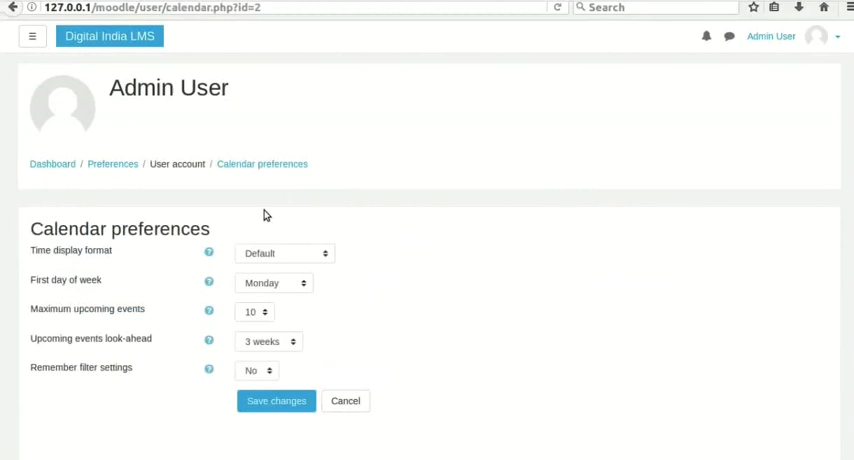 127.0.0.1/moodle/user/calendar.php?id=2
Search
Digital India LMS
Admin User
Admin User
Dashboard / Preferences / User account / Calendar preferences
Calendar preferences
Time display format
Default
First day of week
Monday
Maximum upcoming events
10
Upcoming events look-ahead
3 weeks
Remember filter settings
No
Save changes
Cancel